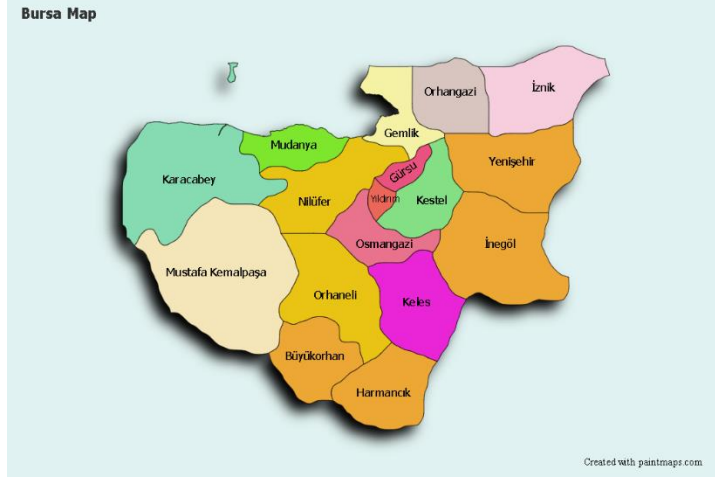 Bursa Map
Orhangazi
İznik
Gemlik
Mudanya
Yenişehir
Gürsu
Karacabey
Nilüfer
Yıldırım
Kestel
Osmangazi
İnegöl
Mustafa Kemalpaşa
Orhaneli
Keles
Büyükorhan
Harmancık
Created with paintmaps.com